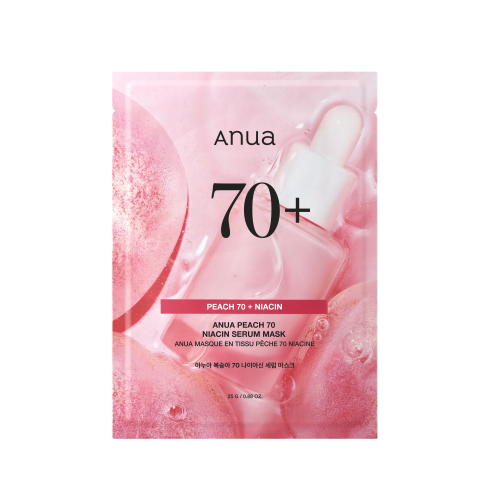 Anua
70+
PEACH 70 + NIACIN
ANUA PEACH 70
NIACIN SERUM MASK
ANUA MASQUE EN TISSU PÊCHE 70 NIACINE
아누아 복숭아 70 나이아신 세럼 마스크
25 G / 0.88 OZ.